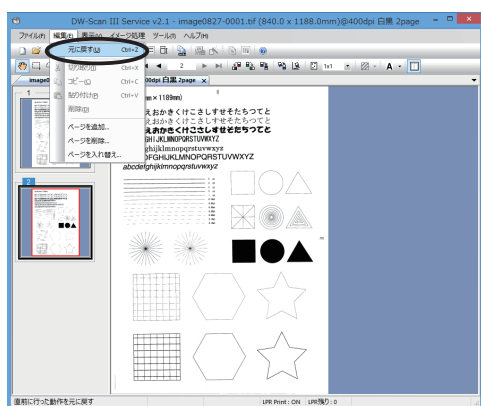 DW-Scan III Service v2.1 - image0827-0001.tif (840.0 x 1188.0mm)@400dpi 白黒 2page
ファイル(F) 編集(E) 表示(V) イメージ処理 ツール(T) ヘルプ(H)
元に戻す(U) Ctrl+Z
切り取り(T) Ctrl+X
コピー(C) Ctrl+C
貼り付け(P) Ctrl+V
削除(D)
ページを追加...
ページを削除...
ページを入れ替え...
2
1x1
A
00dpi 白黒 2page x
1
2
mm×1189mm)
えおかきくけこさしすせそたちつてと
えおかきくけこさしすせそたちつてと
えおかきくけこさしすせそたちつてと
ghijklmnopqrstuvwxyz
DFGHIJKLMNOPQRSTUVWXYZ
abcdefghijklmnopqrstuvwxyz
直前に行った動作を元に戻す
LPR Print : ON
LPR残り : 0